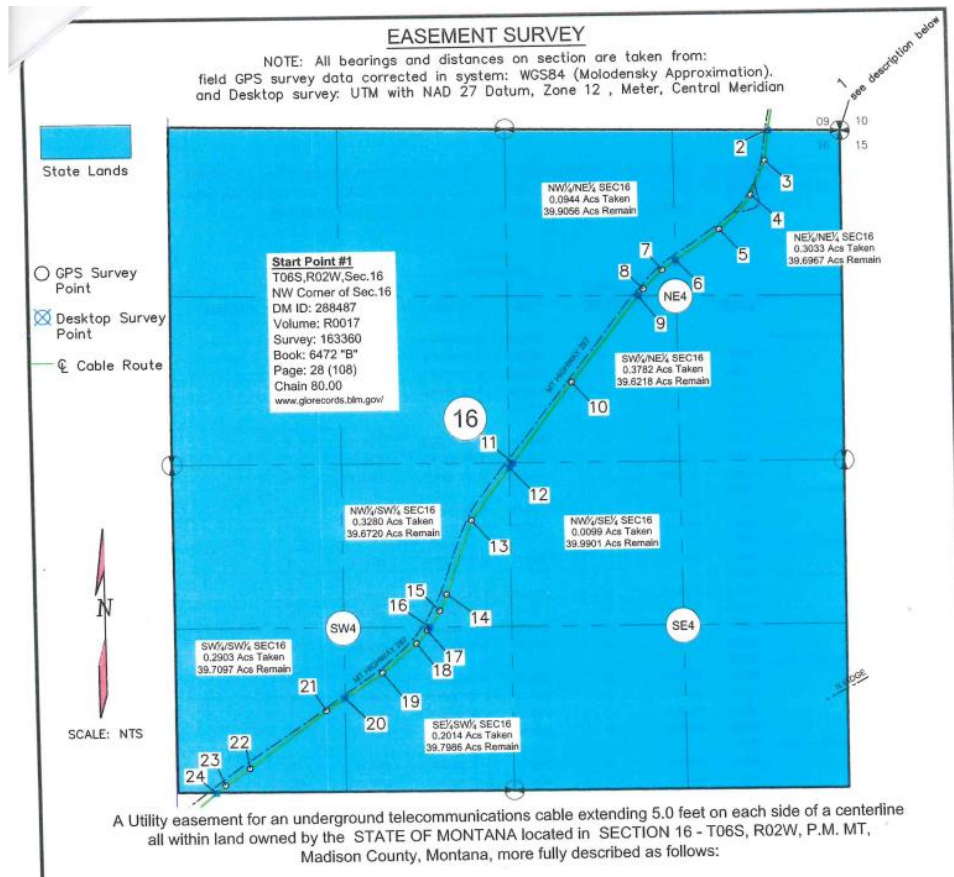 EASEMENT SURVEY
NOTE: All bearings and distances on section are taken from:
field GPS survey data corrected in system: WGS84 (Molodensky Approximation).
and Desktop survey: UTM with NAD 27 Datum, Zone 12 , Meter, Central Meridian
1
see description below
09 10
16 15
State Lands
GPS Survey
Point
Desktop Survey
Point
℄ Cable Route
N
SCALE: NTS
2
3
4
5
6
7
8
9
NW¼/NE¼ SEC16
0.0944 Acs Taken
39.9056 Acs Remain
NE¼/NE¼ SEC16
0.3033 Acs Taken
39.6967 Acs Remain
NE4
Start Point #1
T06S,R02W,Sec.16
NW Corner of Sec.16
DM ID: 288487
Volume: R0017
Survey: 163360
Book: 6472 "B"
Page: 28 (108)
Chain 80.00
www.glorecords.blm.gov/
MT HIGHWAY 287
SW¼/NE¼ SEC16
0.3782 Acs Taken
39.6218 Acs Remain
10
16
11
12
NW¼/SW¼ SEC16
0.3280 Acs Taken
39.6720 Acs Remain
13
NW¼/SE¼ SEC16
0.0099 Acs Taken
39.9901 Acs Remain
14
15
16
17
18
SW4
SE4
MT HIGHWAY 287
SW¼/SW¼ SEC16
0.2903 Acs Taken
39.7097 Acs Remain
19
20
21
SE¼/SW¼ SEC16
0.2014 Acs Taken
39.7986 Acs Remain
22
23
24
A Utility easement for an underground telecommunications cable extending 5.0 feet on each side of a centerline
all within land owned by the STATE OF MONTANA located in SECTION 16 - T06S, R02W, P.M. MT,
Madison County, Montana, more fully described as follows: